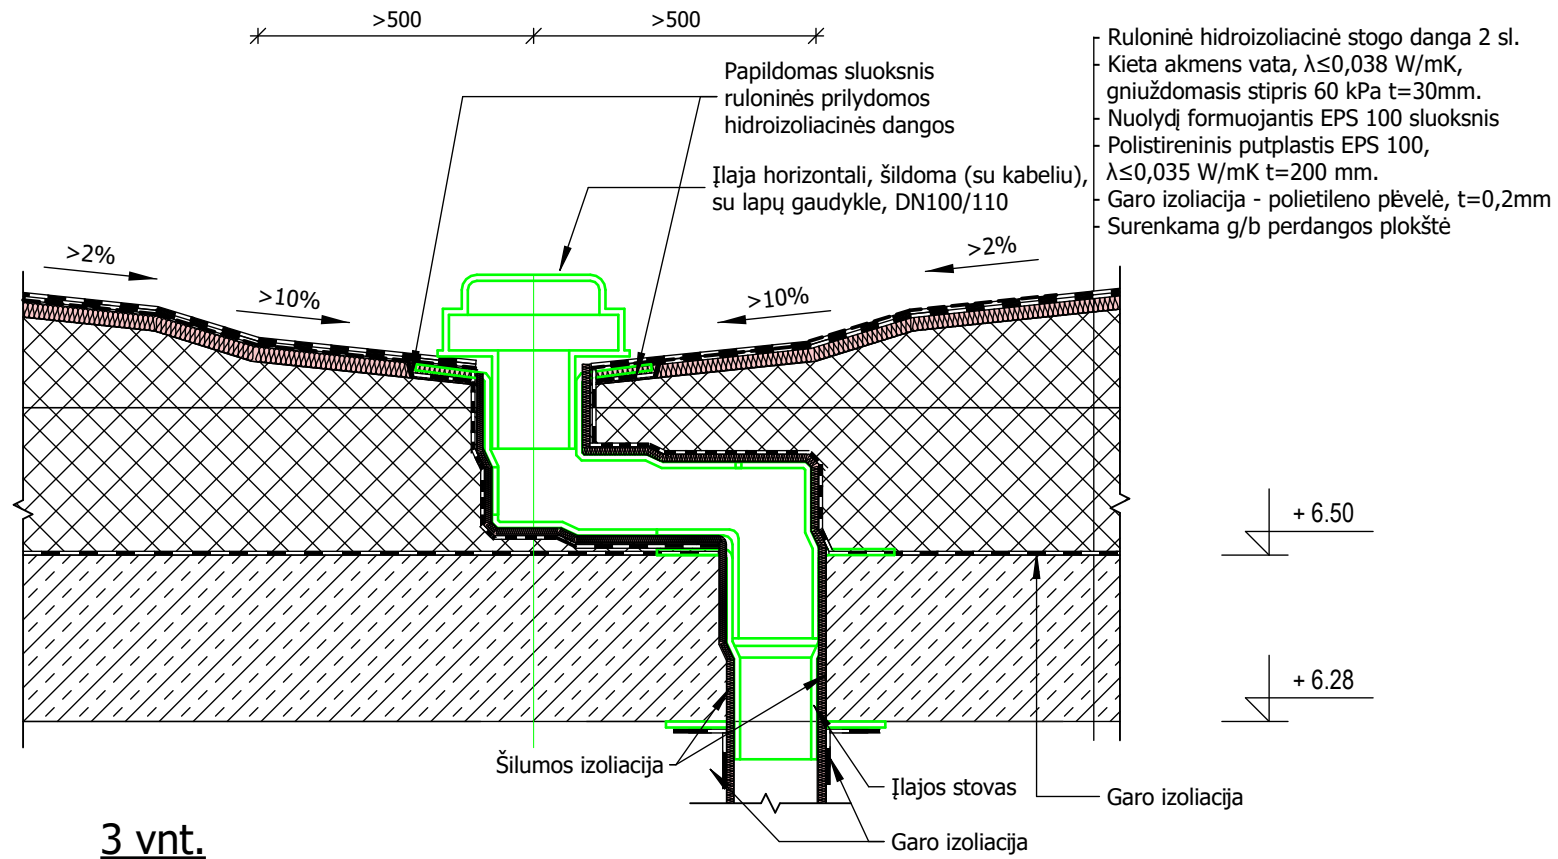 >500
>500
Papildomas sluoksnis
ruloninės prilydomos
hidroizoliacinės dangos
Įlaja horizontali, šildoma (su kabeliu),
su lapų gaudykle, DN100/110
Ruloninė hidroizoliacinė stogo danga 2 sl.
Kieta akmens vata, λ≤0,038 W/mK,
gniuždomasis stipris 60 kPa t=30mm.
Nuolydį formuojantis EPS 100 sluoksnis
Polistireninis putplastis EPS 100,
λ≤0,035 W/mK t=200 mm.
Garo izoliacija - polietileno plėvelė, t=0,2mm
Surenkama g/b perdangos plokštė
>2%
>10%
>10%
>2%
+ 6.50
+ 6.28
Šilumos izoliacija
Įlajos stovas
Garo izoliacija
Garo izoliacija
3 vnt.